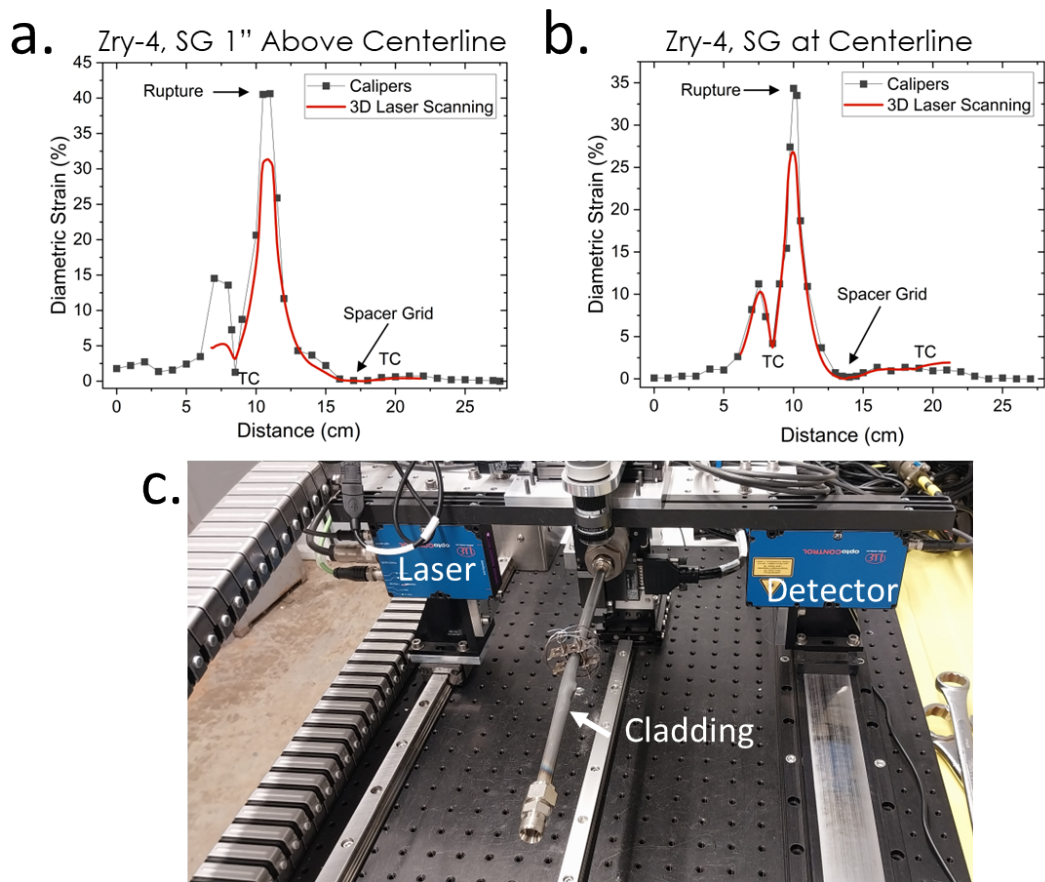 a.
Zry-4, SG 1” Above Centerline
Diametric Strain (%)
45
40
35
30
25
20
15
10
5
0
Rupture
Calipers
3D Laser Scanning
Spacer Grid
TC
TC
0 5 10 15 20 25
Distance (cm)
b.
Zry-4, SG at Centerline
Diametric Strain (%)
35
30
25
20
15
10
5
0
Rupture
Calipers
3D Laser Scanning
Spacer Grid
TC
TC
0 5 10 15 20 25
Distance (cm)
c.
Laser
optoCONTROL
Detector
optoCONTROL
Cladding